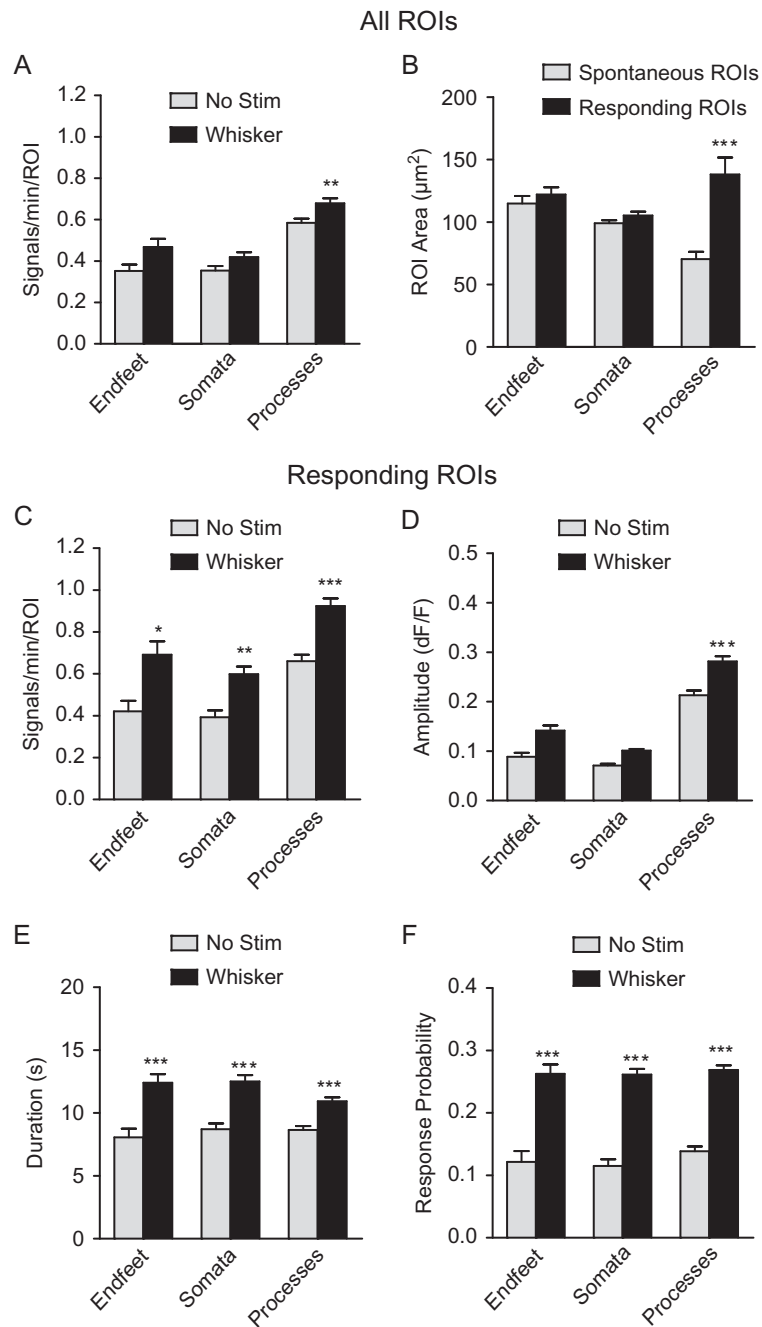 All ROIs
A
No Stim
Whisker
Signals/min/ROI
1.2
1.0
0.8
0.6
0.4
0.2
0.0
**
Endfeet
Somata
Processes
B
Spontaneous ROIs
Responding ROIs
ROI Area (µm²)
200
150
100
50
0
***
Endfeet
Somata
Processes
Responding ROIs
C
No Stim
Whisker
Signals/min/ROI
1.2
1.0
0.8
0.6
0.4
0.2
0.0
*
**
***
Endfeet
Somata
Processes
D
No Stim
Whisker
Amplitude (dF/F)
0.5
0.4
0.3
0.2
0.1
0.0
***
Endfeet
Somata
Processes
E
No Stim
Whisker
Duration (s)
20
15
10
5
0
***
***
***
Endfeet
Somata
Processes
F
No Stim
Whisker
Response Probability
0.4
0.3
0.2
0.1
0.0
***
***
***
Endfeet
Somata
Processes